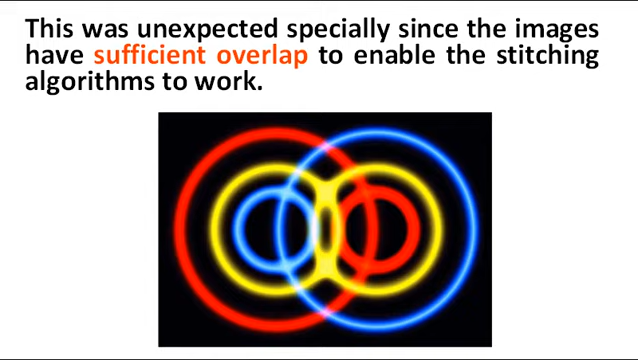 This was unexpected specially since the images
have sufficient overlap to enable the stitching
algorithms to work.